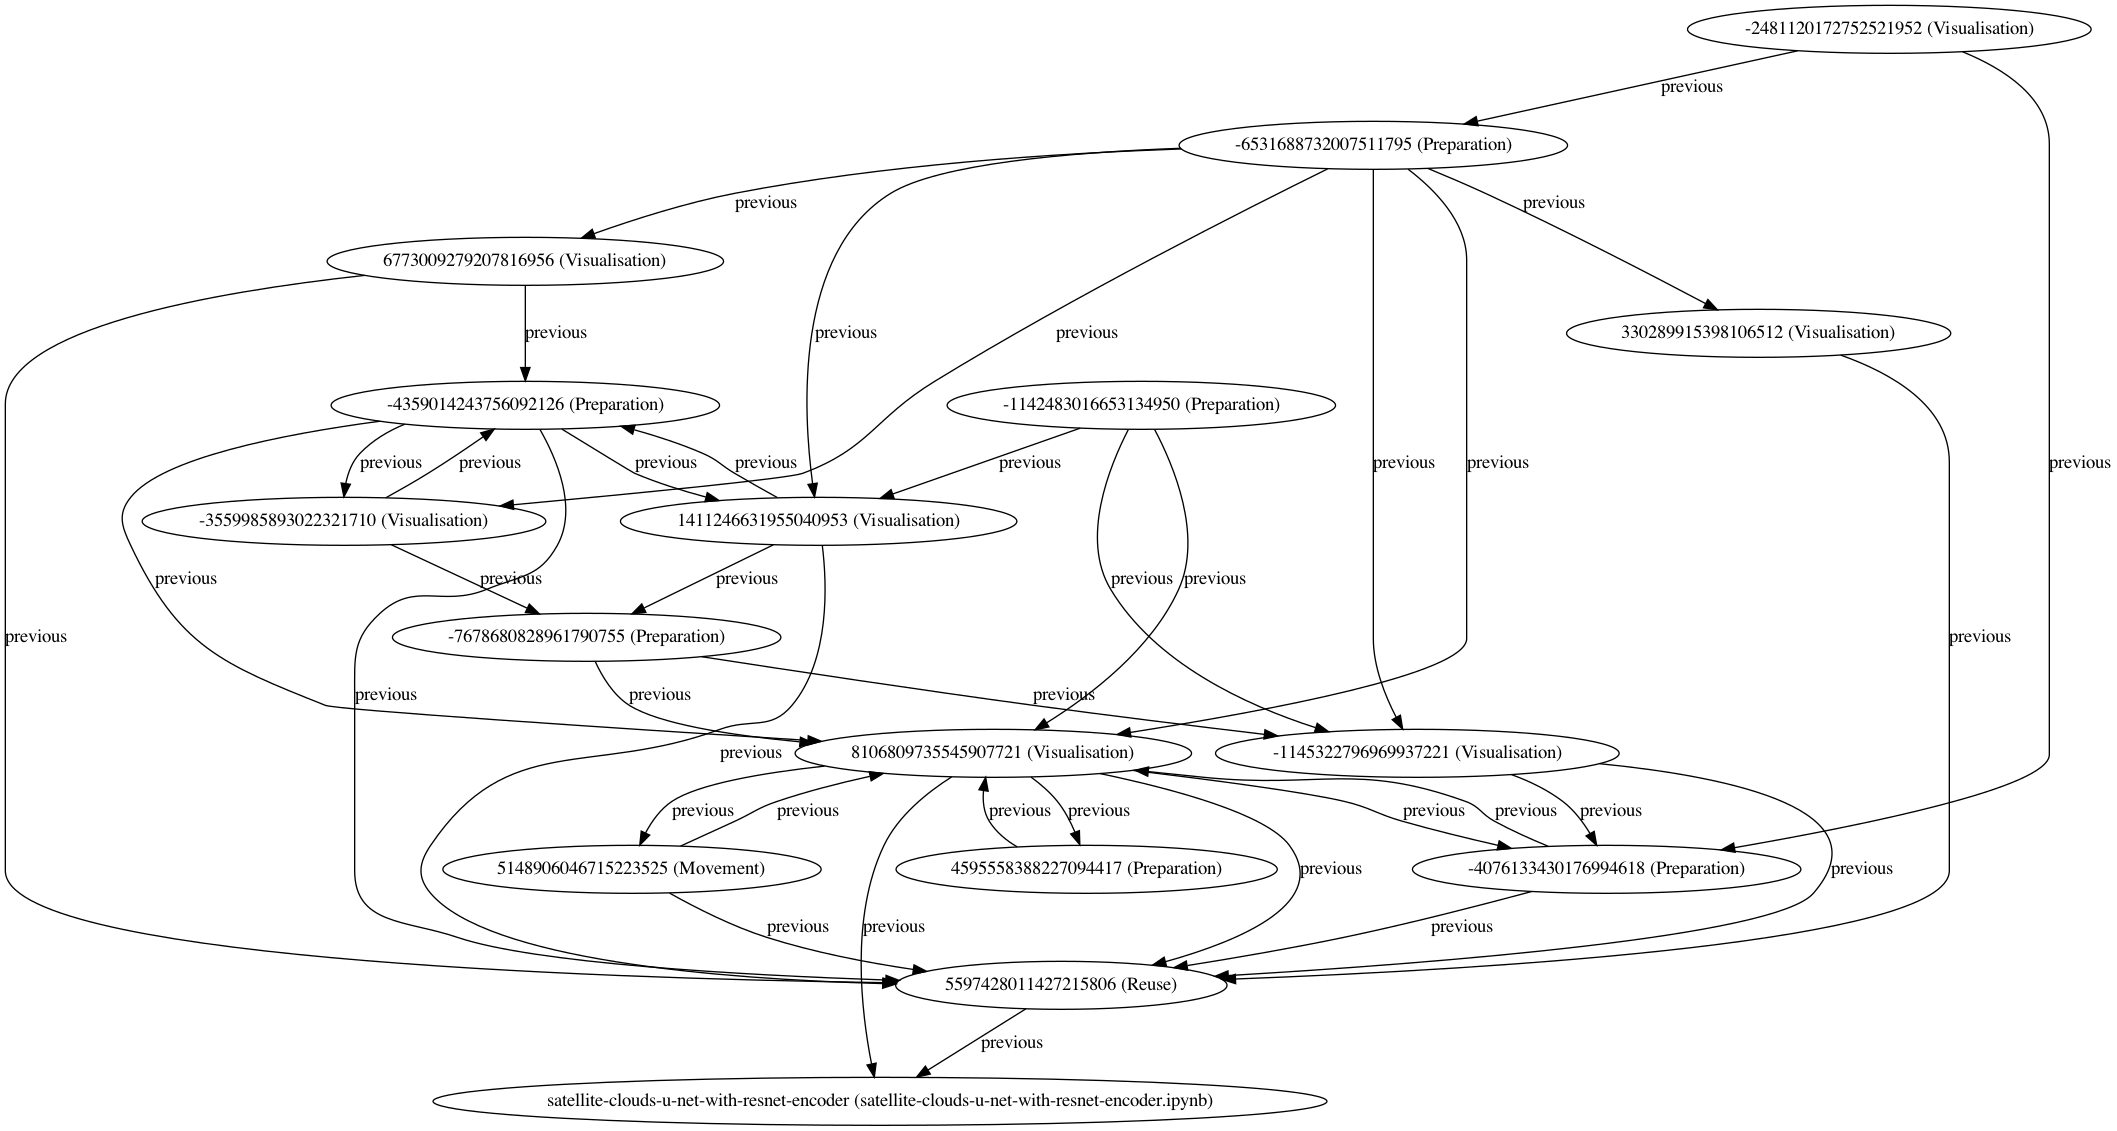 -2481120172752521952 (Visualisation)
previous
-6531688732007511795 (Preparation)
previous
previous
6773009279207816956 (Visualisation)
previous
previous
previous
330289915398106512 (Visualisation)
-4359014243756092126 (Preparation)
-1142483016653134950 (Preparation)
previous
previous
previous
previous
previous
previous
previous
previous
-3559985893022321710 (Visualisation)
1411246631955040953 (Visualisation)
previous
previous
previous
previous
previous
previous
-7678680828961790755 (Preparation)
previous
previous
previous
previous
previous
8106809735545907721 (Visualisation)
-1145322796969937221 (Visualisation)
previous
previous
previous
previous
previous
previous
previous
previous
5148906046715223525 (Movement)
4595558388227094417 (Preparation)
previous
-4076133430176994618 (Preparation)
previous
previous
previous
previous
5597428011427215806 (Reuse)
previous
satellite-clouds-u-net-with-resnet-encoder (satellite-clouds-u-net-with-resnet-encoder.ipynb)